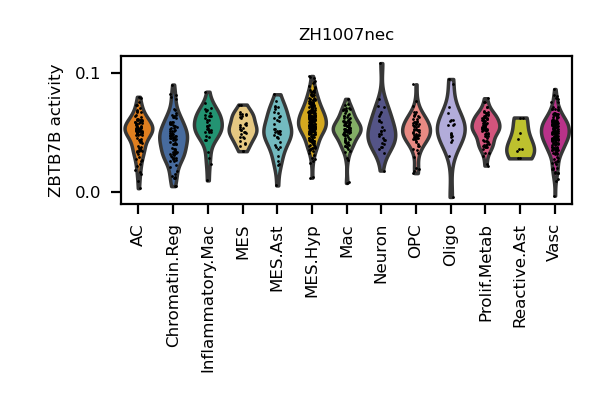 ZH1007nec
ZBTB7B activity
0.1
0.0
AC
Chromatin.Reg
Inflammatory.Mac
MES
MES.Ast
MES.Hyp
Mac
Neuron
OPC
Oligo
Prolif.Metab
Reactive.Ast
Vasc